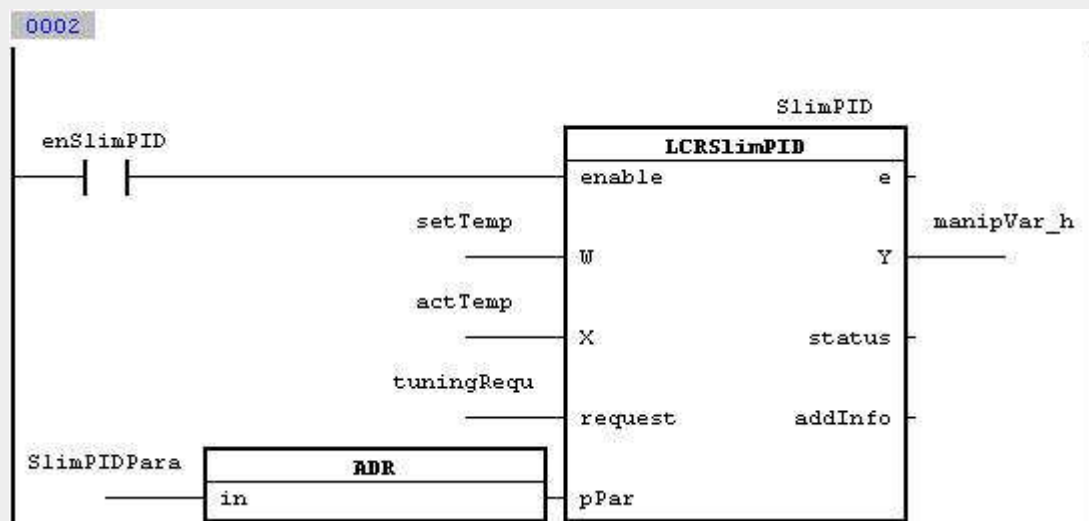 0002
SlimPID
enSlimPID
LCRSlimPID
enable e
setTemp manipVar_h
W Y
actTemp
X status
tuningRequ
request addInfo
SlimPIDPara ADR
in pPar